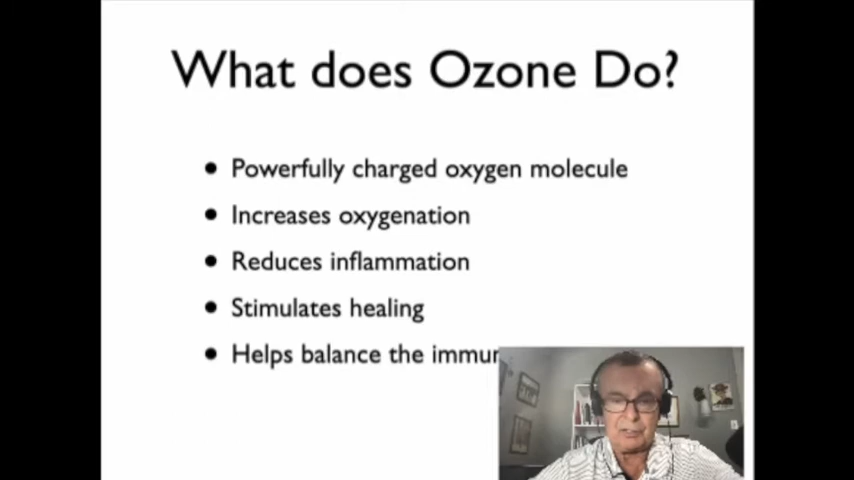 What does Ozone Do?
• Powerfully charged oxygen molecule
• Increases oxygenation
• Reduces inflammation
• Stimulates healing
• Helps balance the